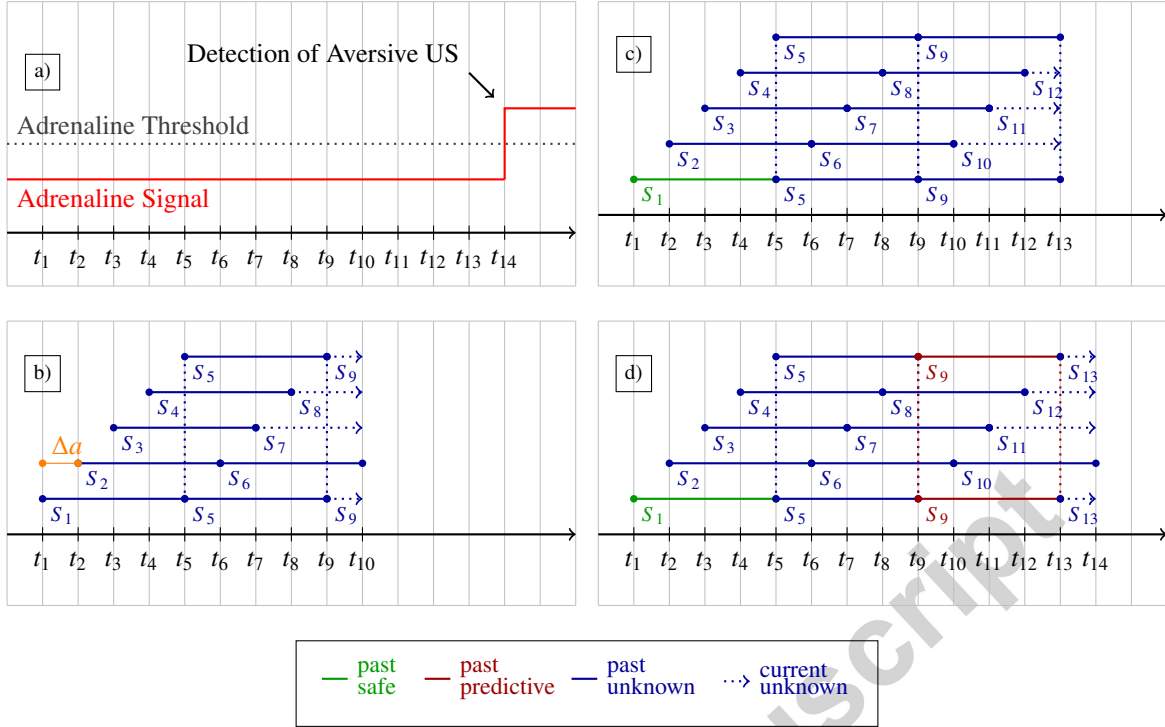 a)
Detection of Aversive US
Adrenaline Threshold
Adrenaline Signal
t1 t2 t3 t4 t5 t6 t7 t8 t9 t10 t11 t12 t13 t14
c)
S5 S9
S4 S8 S12
S3 S7 S11
S2 S6 S10
S1 S5 S9
t1 t2 t3 t4 t5 t6 t7 t8 t9 t10 t11 t12 t13
b)
S5 S9
S4 S8
S3 S7
Δa
S2 S6
S1 S5 S9
t1 t2 t3 t4 t5 t6 t7 t8 t9 t10
d)
S5 S9 S13
S4 S8 S12
S3 S7 S11
S2 S6 S10
S1 S5 S9 S13
t1 t2 t3 t4 t5 t6 t7 t8 t9 t10 t11 t12 t13 t14
past safe
past predictive
past unknown
current unknown